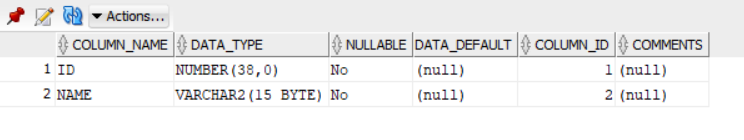 Actions...
COLUMN_NAME DATA_TYPE NULLABLE DATA_DEFAULT COLUMN_ID COMMENTS
1 ID NUMBER(38,0) No (null) 1 (null)
2 NAME VARCHAR2(15 BYTE) No (null) 2 (null)